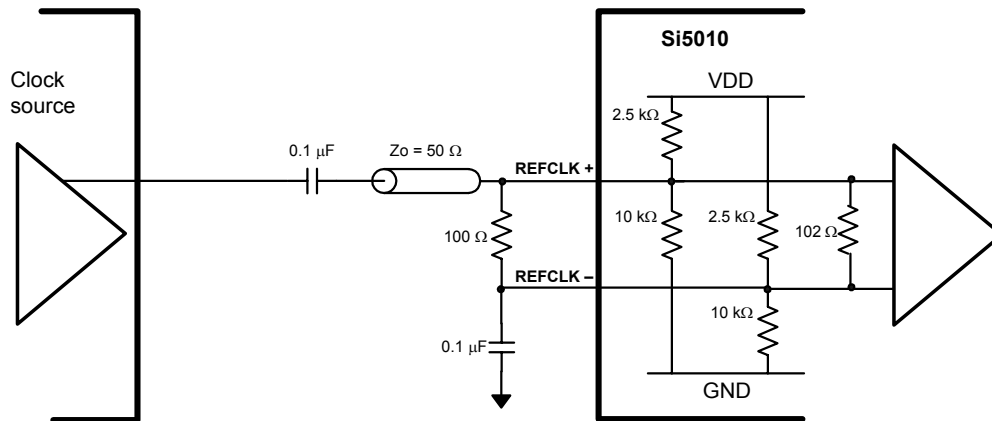 Si5010
Clock
source
VDD
2.5 kΩ
0.1 μF
Zo = 50 Ω
REFCLK +
100 Ω
10 kΩ
2.5 kΩ
102 Ω
REFCLK –
10 kΩ
0.1 μF
GND